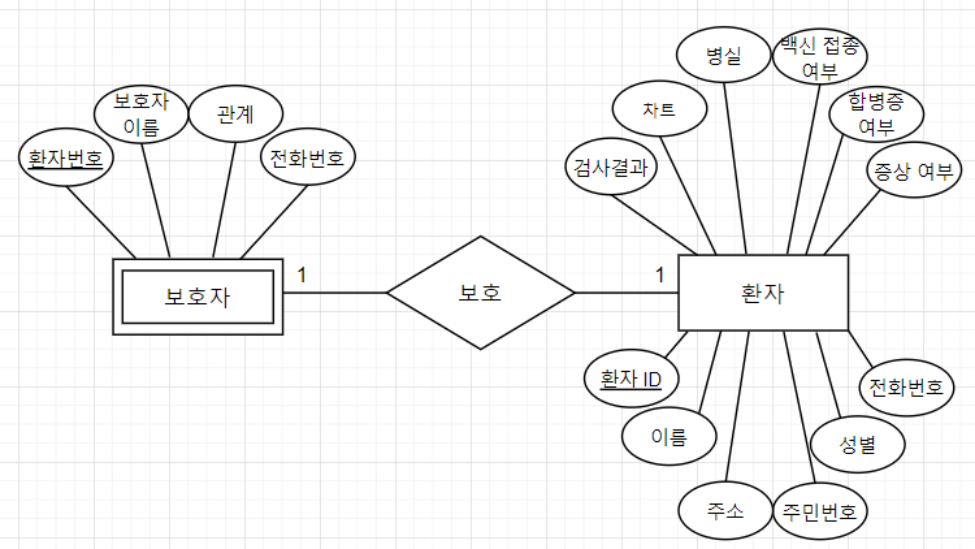 병실
백신 접종
여부
차트
합병증
여부
검사결과
증상 여부
보호자
이름
관계
환자번호
전화번호
보호자
1
보호
1
환자
환자 ID
이름
주소
주민번호
성별
전화번호